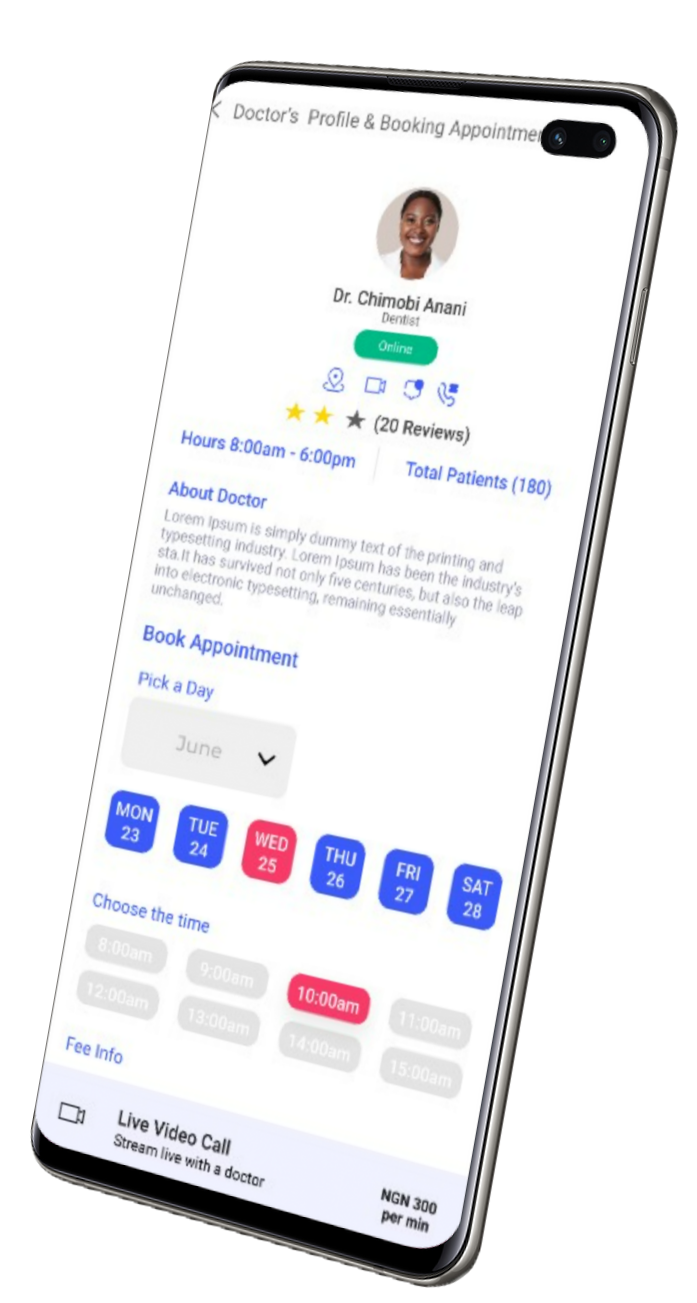 Doctor's Profile & Booking Appointme
Dr. Chimobi Anani
Dentist
Online
(20 Reviews)
Hours 8:00am - 6:00pm
Total Patients (180)
About Doctor
Lorem Ipsum is simply dummy text of the printing and
typesetting industry. Lorem Ipsum has been the industry's
sta.It has survived not only five centuries, but also the leap
into electronic typesetting, remaining essentially
unchanged.
Book Appointment
Pick a Day
June
MON TUE WED THU FRI SAT
23 24 25 26 27 28
Choose the time
8:00am 9:00am 10:00am 11:00am
12:00am 13:00am 14:00am 15:00am
Fee Info
Live Video Call
Stream live with a doctor
NGN 300
per min